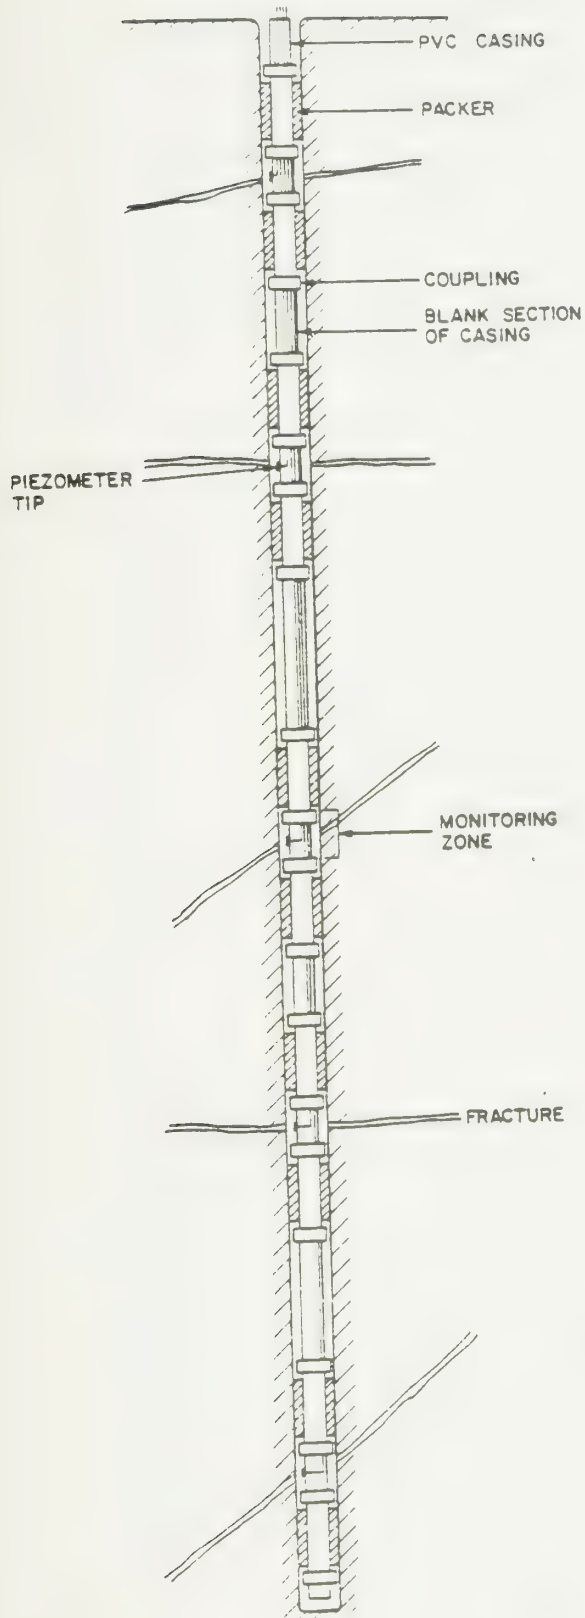 PVC CASING
PACKER
COUPLING
BLANK SECTION
OF CASING
PIEZOMETER
TIP
MONITORING
ZONE
FRACTURE